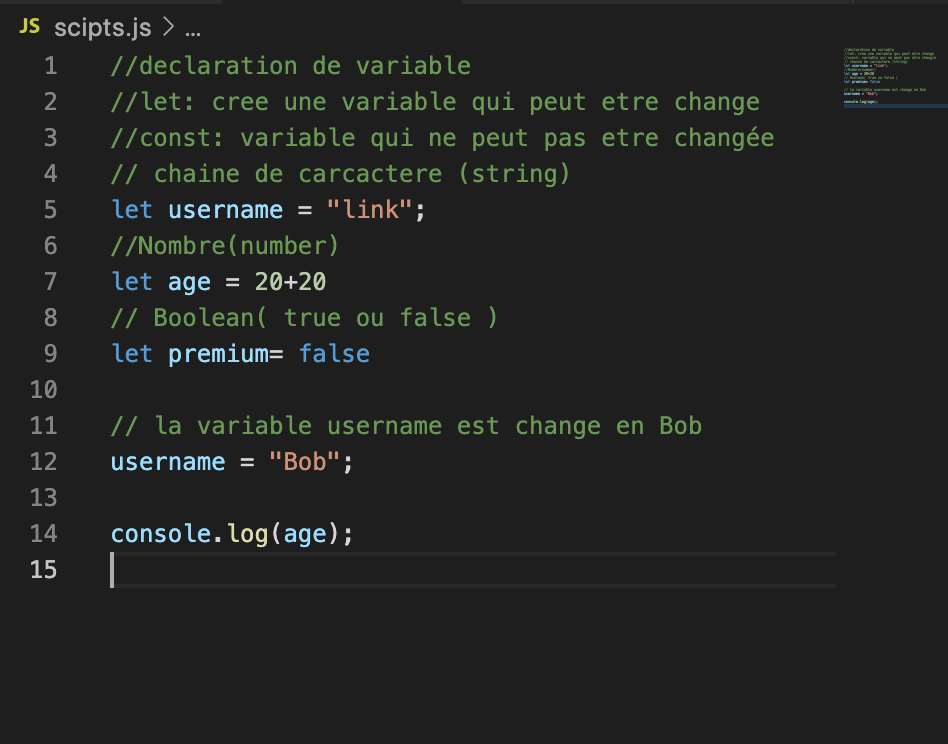 JS scipts.js > ...
1 //declaration de variable
2 //let: cree une variable qui peut etre change
3 //const: variable qui ne peut pas etre changée
4 // chaine de carcactere (string)
5 let username = "link";
6 //Nombre(number)
7 let age = 20+20
8 // Boolean( true ou false )
9 let premium= false
10
11 // la variable username est change en Bob
12 username = "Bob";
13
14 console.log(age);
15